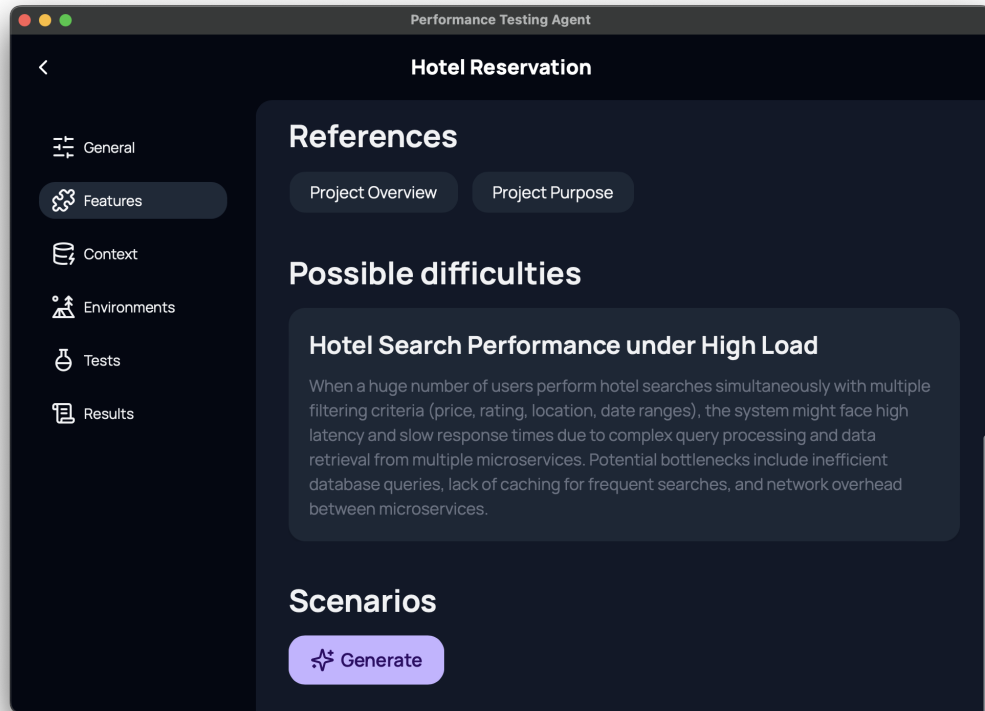 Performance Testing Agent
Hotel Reservation
General
Features
Context
Environments
Tests
Results
References
Project Overview
Project Purpose
Possible difficulties
Hotel Search Performance under High Load
When a huge number of users perform hotel searches simultaneously with multiple
filtering criteria (price, rating, location, date ranges), the system might face high
latency and slow response times due to complex query processing and data
retrieval from multiple microservices. Potential bottlenecks include inefficient
database queries, lack of caching for frequent searches, and network overhead
between microservices.
Scenarios
Generate